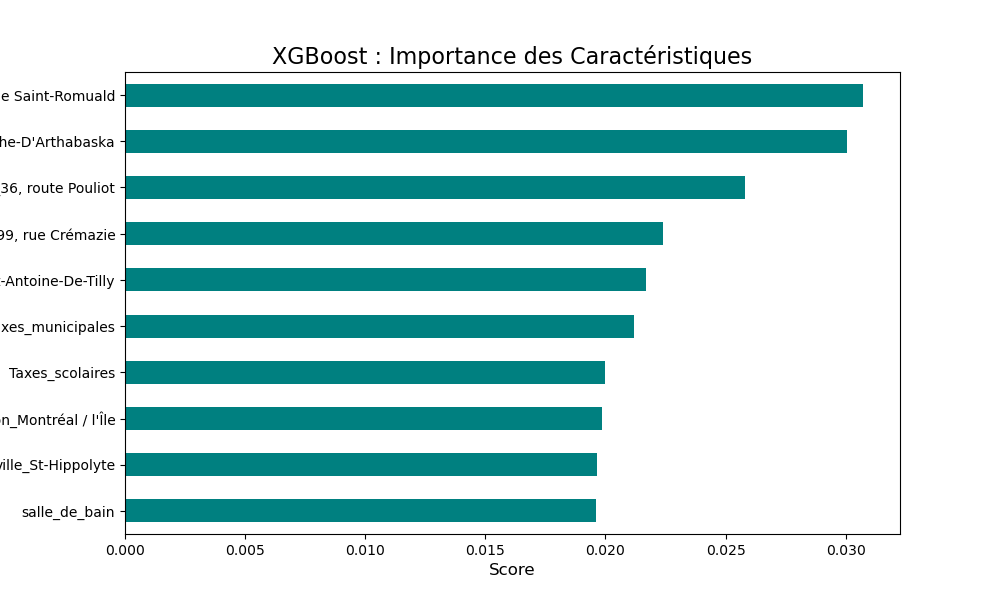 XGBoost : Importance des Caractéristiques
e Saint-Romuald
he-D'Arthabaska
36, route Pouliot
99, rue Crémazie
-Antoine-De-Tilly
xes_municipales
Taxes_scolaires
on_Montréal / l'Île
ville_St-Hippolyte
salle_de_bain
0.000 0.005 0.010 0.015 0.020 0.025 0.030
Score